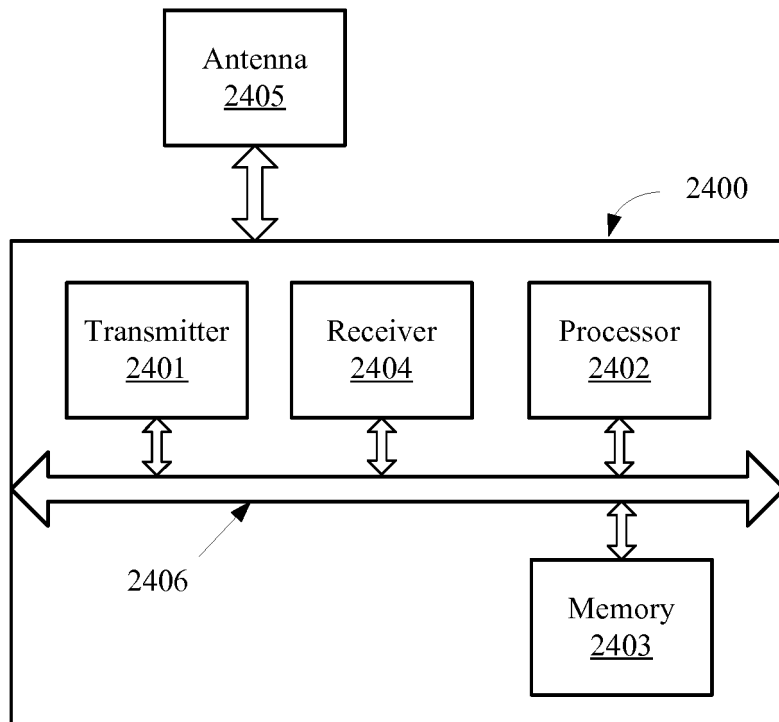 Antenna
2405
2400
Transmitter
2401
Receiver
2404
Processor
2402
2406
Memory
2403